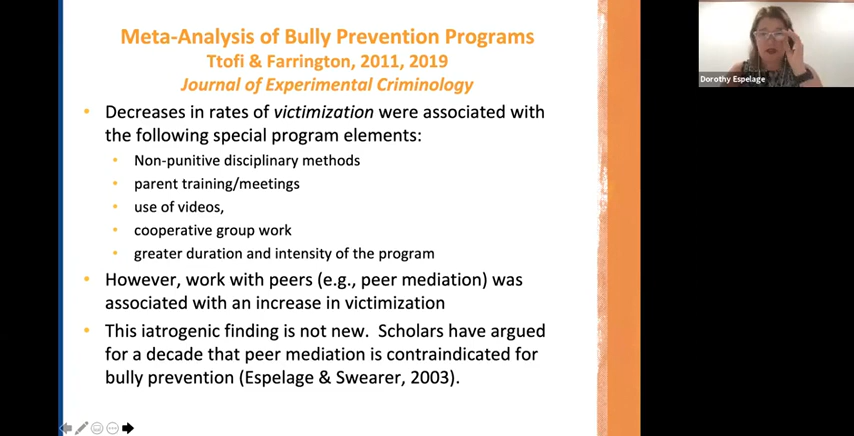 Meta-Analysis of Bully Prevention Programs
Ttofi & Farrington, 2011, 2019
Journal of Experimental Criminology
• Decreases in rates of victimization were associated with
the following special program elements:
• Non-punitive disciplinary methods
• parent training/meetings
• use of videos,
• cooperative group work
• greater duration and intensity of the program
• However, work with peers (e.g., peer mediation) was
associated with an increase in victimization
• This iatrogenic finding is not new.  Scholars have argued
for a decade that peer mediation is contraindicated for
bully prevention (Espelage & Swearer, 2003).
Dorothy Espelage